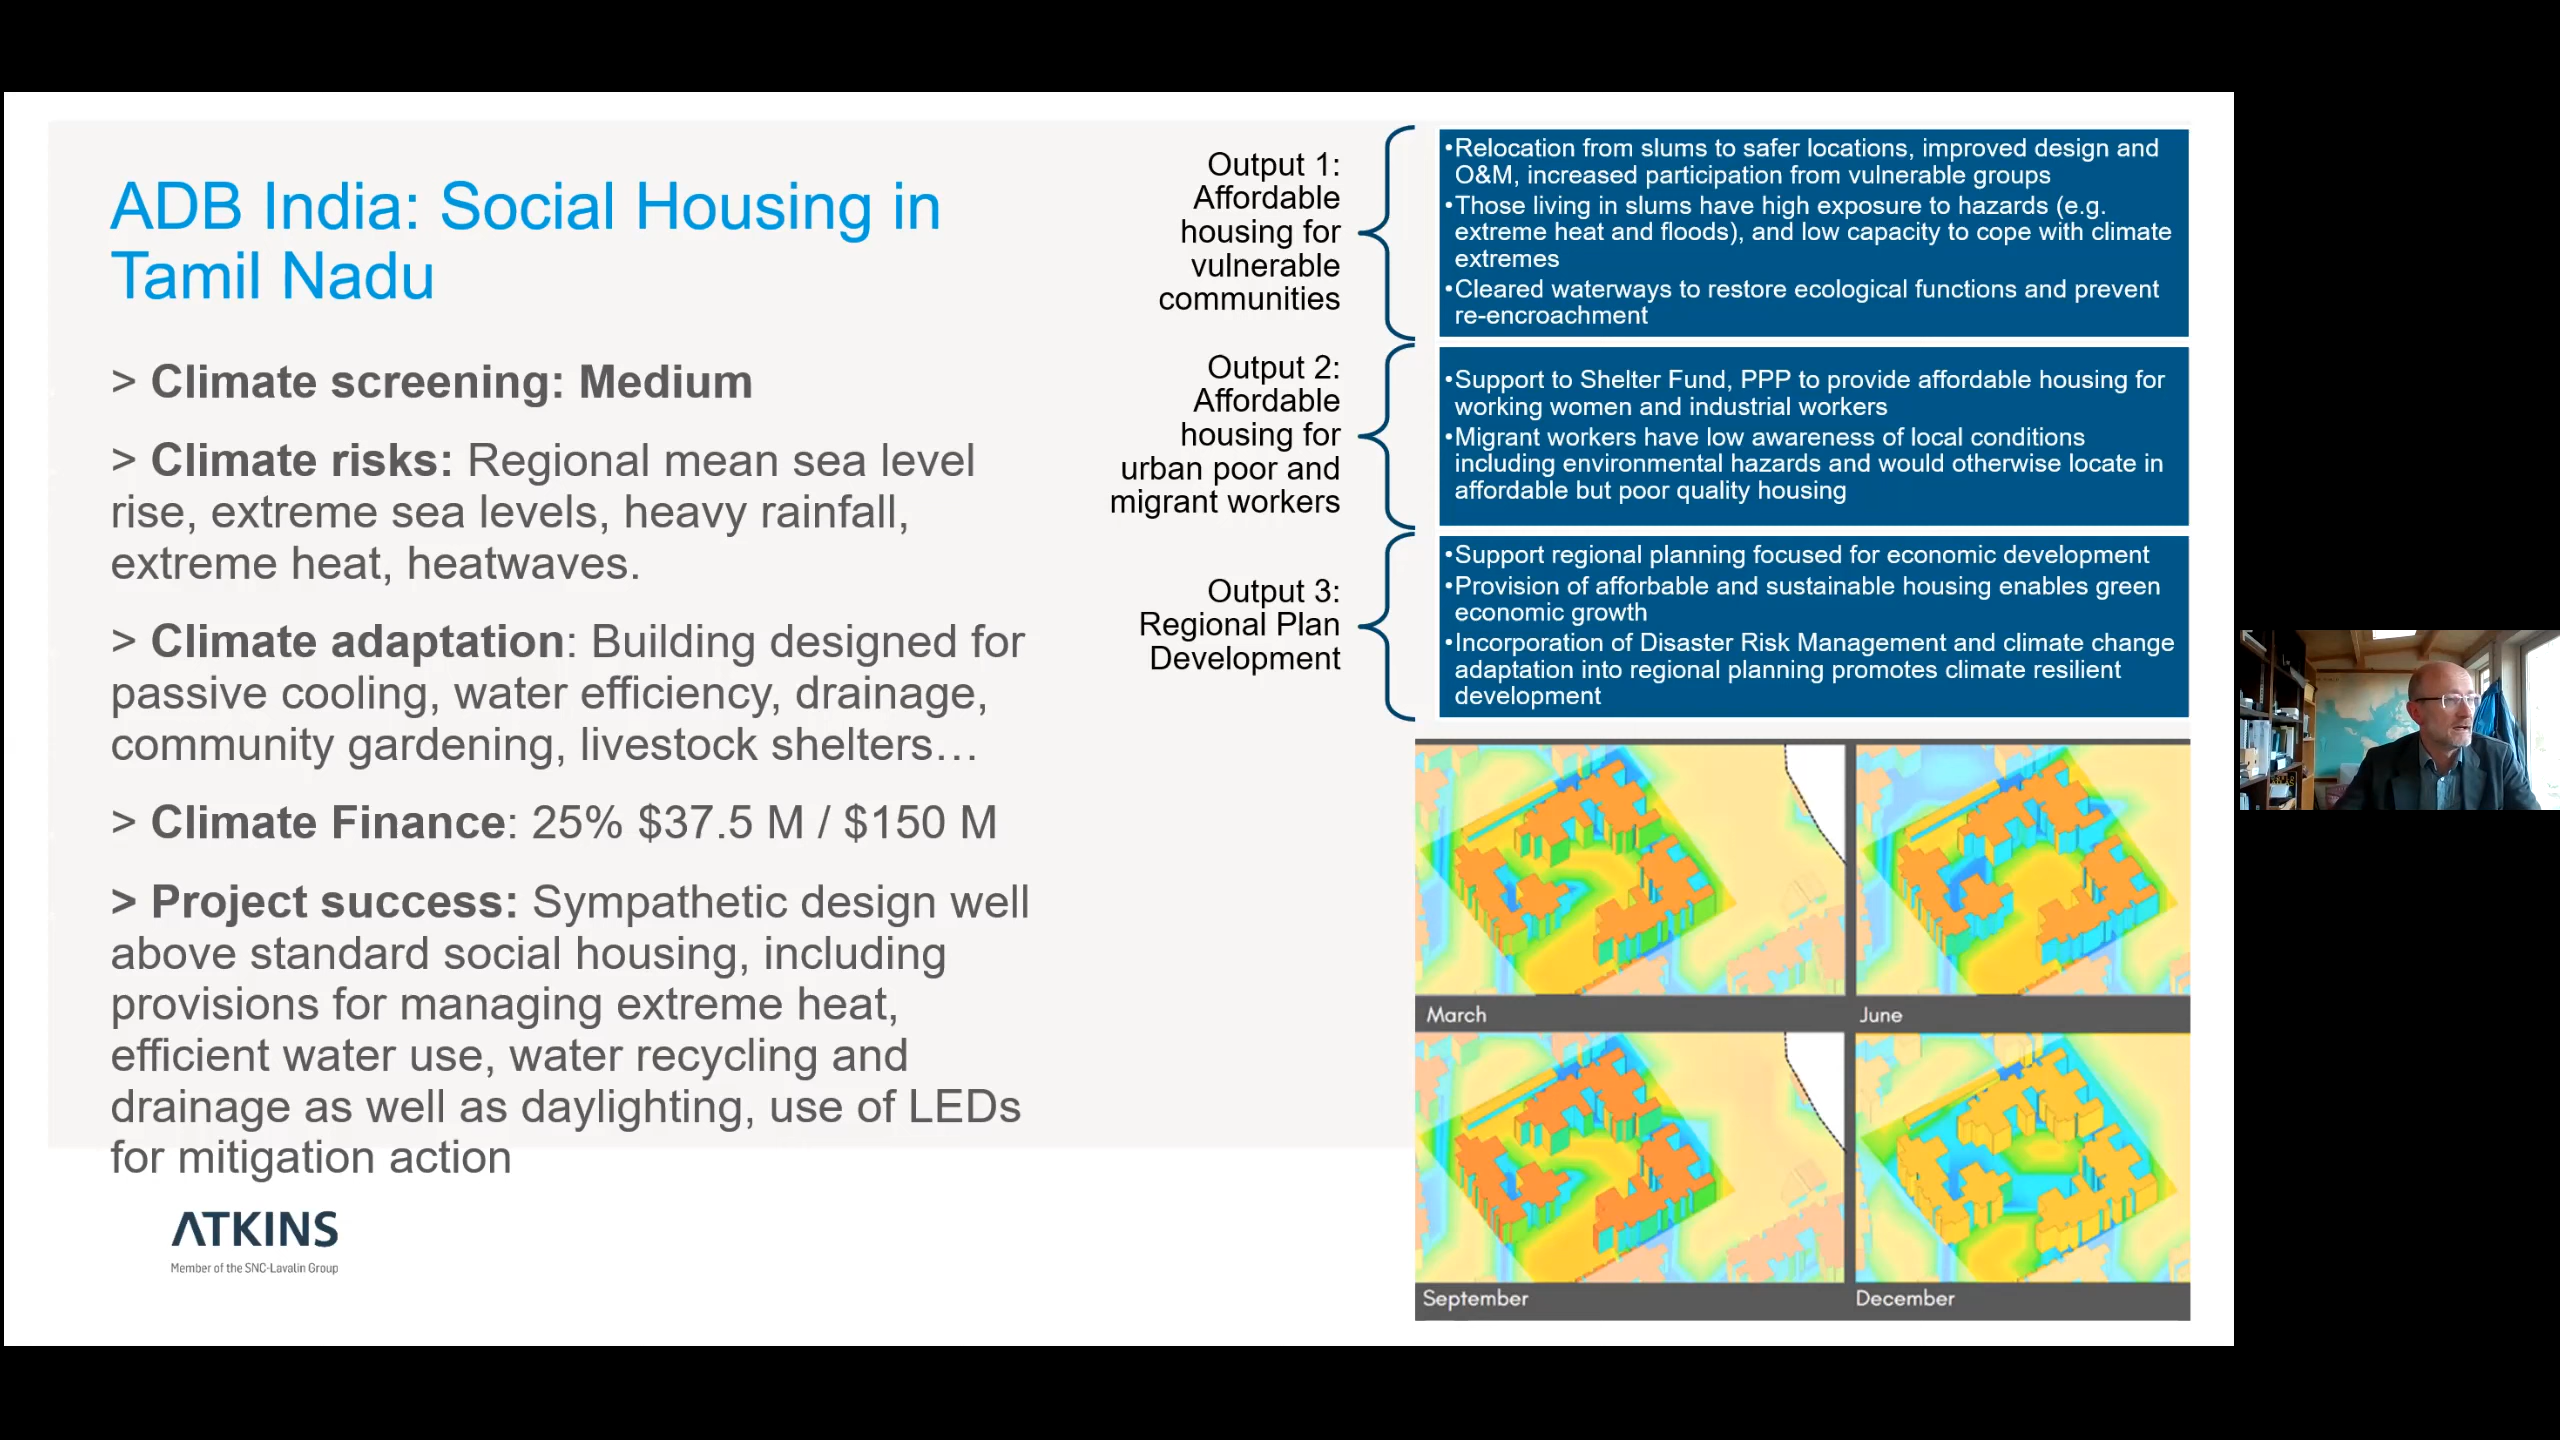 ADB India: Social Housing in
Tamil Nadu
> Climate screening: Medium
> Climate risks: Regional mean sea level
rise, extreme sea levels, heavy rainfall,
extreme heat, heatwaves.
> Climate adaptation: Building designed for
passive cooling, water efficiency, drainage,
community gardening, livestock shelters…
> Climate Finance: 25% $37.5 M / $150 M
> Project success: Sympathetic design well
above standard social housing, including
provisions for managing extreme heat,
efficient water use, water recycling and
drainage as well as daylighting, use of LEDs
for mitigation action
ATKINS
Member of the SNC-Lavalin Group
Output 1:
Affordable
housing for
vulnerable
communities
•Relocation from slums to safer locations, improved design and
O&M, increased participation from vulnerable groups
•Those living in slums have high exposure to hazards (e.g.
extreme heat and floods), and low capacity to cope with climate
extremes
•Cleared waterways to restore ecological functions and prevent
re-encroachment
Output 2:
Affordable
housing for
urban poor and
migrant workers
•Support to Shelter Fund, PPP to provide affordable housing for
working women and industrial workers
•Migrant workers have low awareness of local conditions
including environmental hazards and would otherwise locate in
affordable but poor quality housing
Output 3:
Regional Plan
Development
•Support regional planning focused for economic development
•Provision of afforbable and sustainable housing enables green
economic growth
•Incorporation of Disaster Risk Management and climate change
adaptation into regional planning promotes climate resilient
development
March
June
September
December